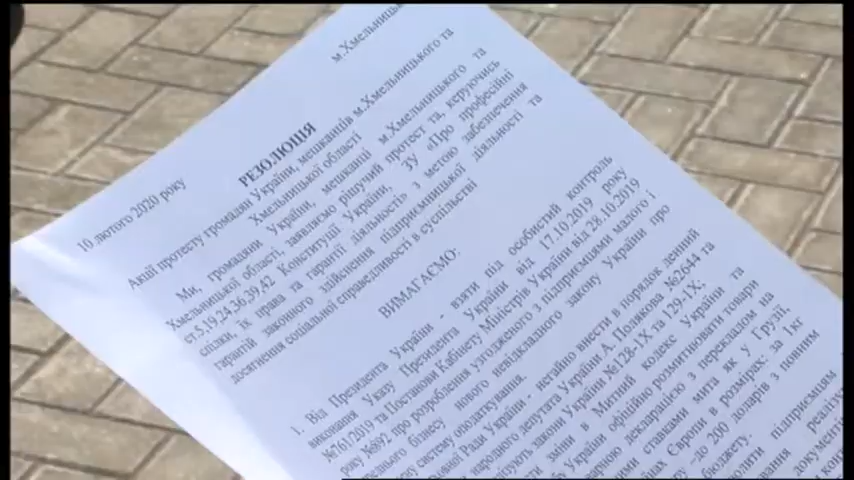 РЕЗОЛЮЦІЯ
10 лютого 2020 року
м.Хмельницьк
Акції протесту громадян України, мешканців м.Хмельницького та
Хмельницької області
Ми, громадяни України, мешканці м.Хмельницького та
Хмельницької області, заявляємо рішучий протест та, керуючись
ст.5,19,24,36,39,42 Конституції України, ЗУ «Про професійні
спілки, їх права та гарантії діяльності» з метою забезпечення
гарантій законного здійснення підприємницької діяльності та
досягнення соціальної справедливості в суспільстві
ВИМАГАЄМО:
1. Від Президента України - взяти під особистий контроль
виконання Указу Президента України від 17.10.2019 року
№761/2019 та Постанови Кабінету Міністрів України від 28.10.2019
року №892 про розроблення узгодженого з підприємцями малого і
середнього бізнесу нового невідкладного закону України про
систему оподаткування.
ної Ради України - негайно внести в порядок денний
народного депутата України А. Полякова №2644 та
закони України №128-IX та 129-IX;
зміни в Митний кодекс України та
України офіційно розмитнювати товари
декларацією з перекладом на
ставками мита як у Грузії,
Європи в розмірах: за 1кг
до 200 доларів з повним
бюджету.
підприємцям